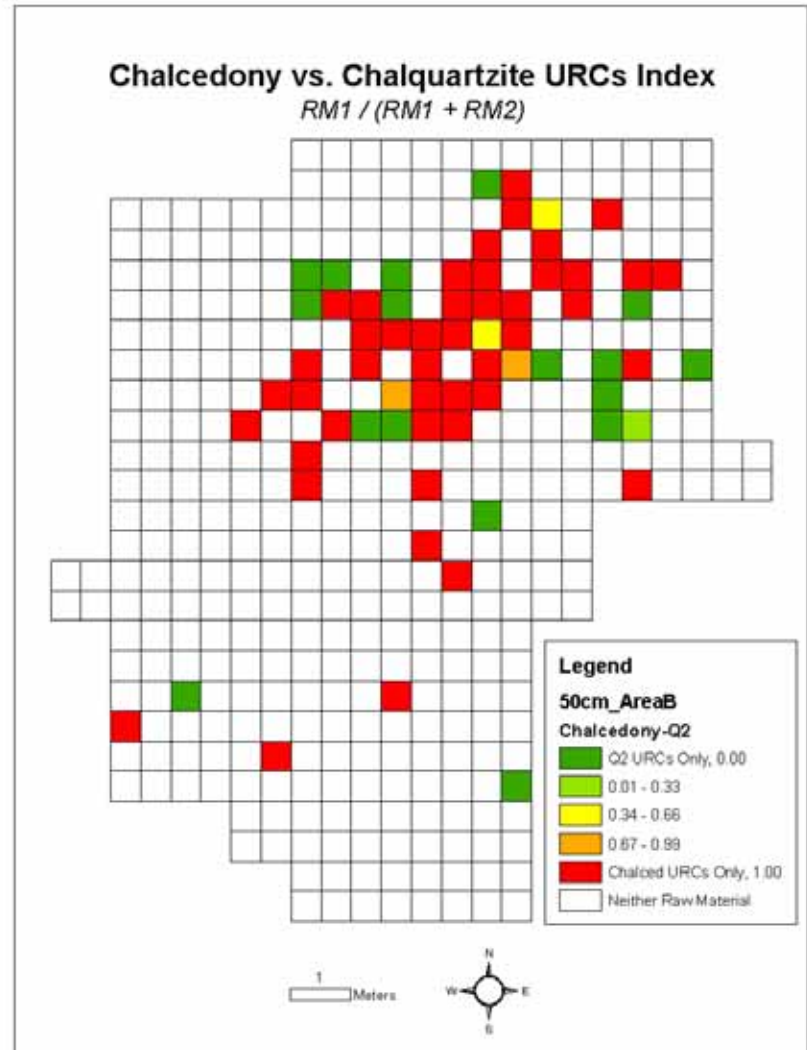 Chalcedony vs. Chalquartzite URCs Index
RM1 / (RM1 + RM2)
Legend
50cm_AreaB
Chalcedony-Q2
Q2 URCs Only, 0.00
0.01 - 0.33
0.34 - 0.66
0.67 - 0.99
Chalced URCs Only, 1.00
Neither Raw Material
1
Meters
N
W E
S